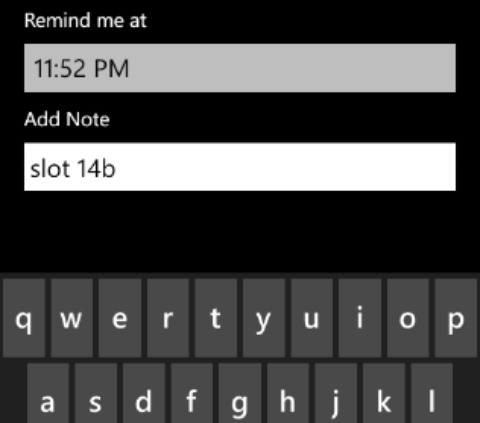 Remind me at
11:52 PM
Add Note
slot 14b
q w e r t y u i o p
a s d f g h j k l